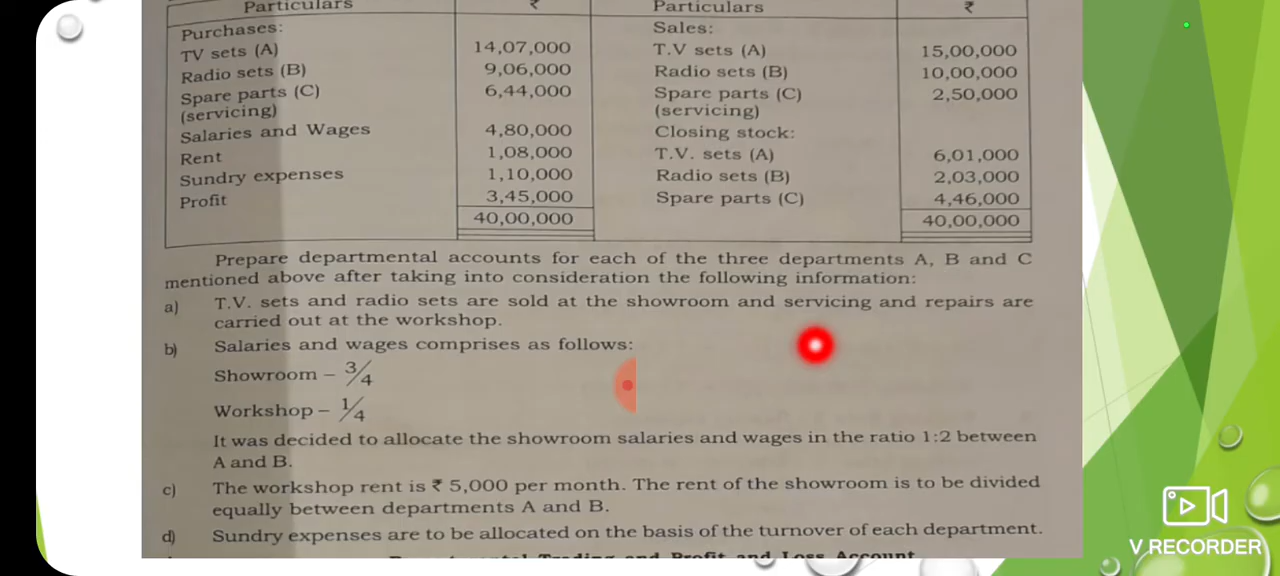 Particulars ₹ Particulars ₹
Purchases: Sales:
TV sets (A) 14,07,000 T.V sets (A) 15,00,000
Radio sets (B) 9,06,000 Radio sets (B) 10,00,000
Spare parts (C) 6,44,000 Spare parts (C) 2,50,000
(servicing) (servicing)
Salaries and Wages 4,80,000 Closing stock:
Rent 1,08,000 T.V. sets (A) 6,01,000
Sundry expenses 1,10,000 Radio sets (B) 2,03,000
Profit 3,45,000 Spare parts (C) 4,46,000
40,00,000 40,00,000
Prepare departmental accounts for each of the three departments A, B and C
mentioned above after taking into consideration the following information:
a) T.V. sets and radio sets are sold at the showroom and servicing and repairs are
carried out at the workshop.
b) Salaries and wages comprises as follows:
Showroom – 3/4
Workshop – 1/4
It was decided to allocate the showroom salaries and wages in the ratio 1:2 between
A and B.
c) The workshop rent is ₹ 5,000 per month. The rent of the showroom is to be divided
equally between departments A and B.
d) Sundry expenses are to be allocated on the basis of the turnover of each department.
Trading and Profit and Loss Account
V RECORDER